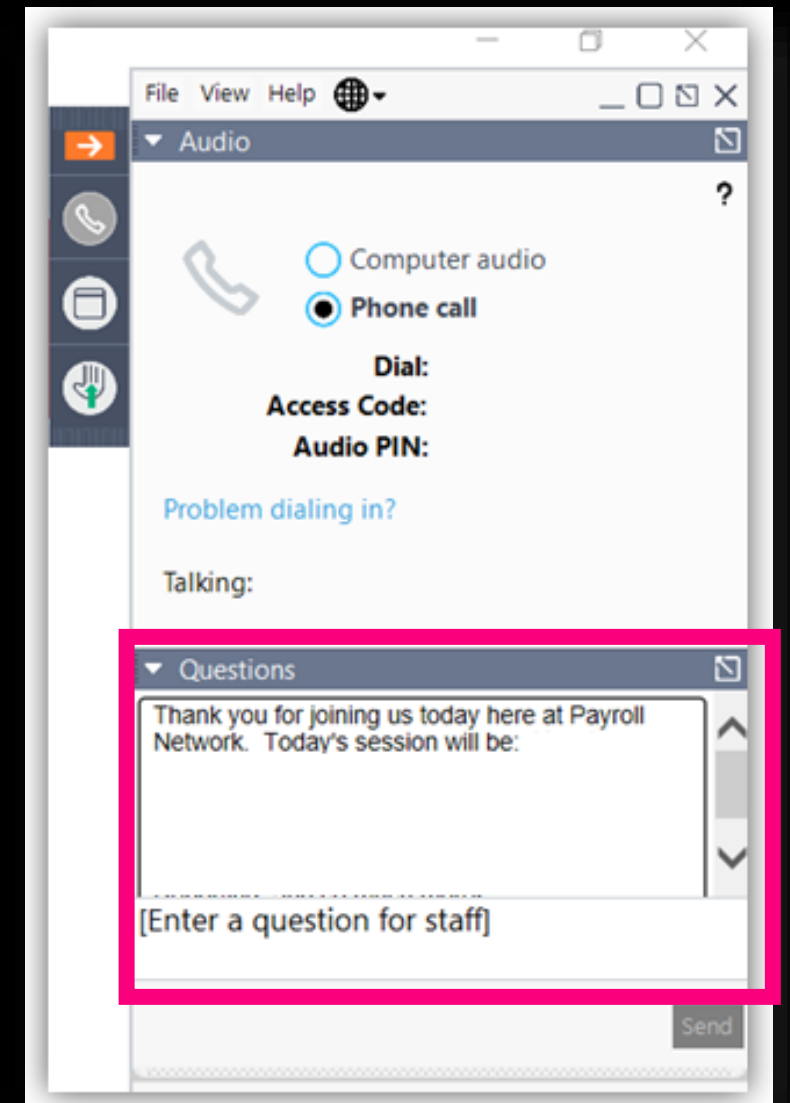 File View Help
Audio
?
Computer audio
Phone call
Dial:
Access Code:
Audio PIN:
Problem dialing in?
Talking:
Questions
Thank you for joining us today here at Payroll
Network. Today's session will be:
[Enter a question for staff]
Send